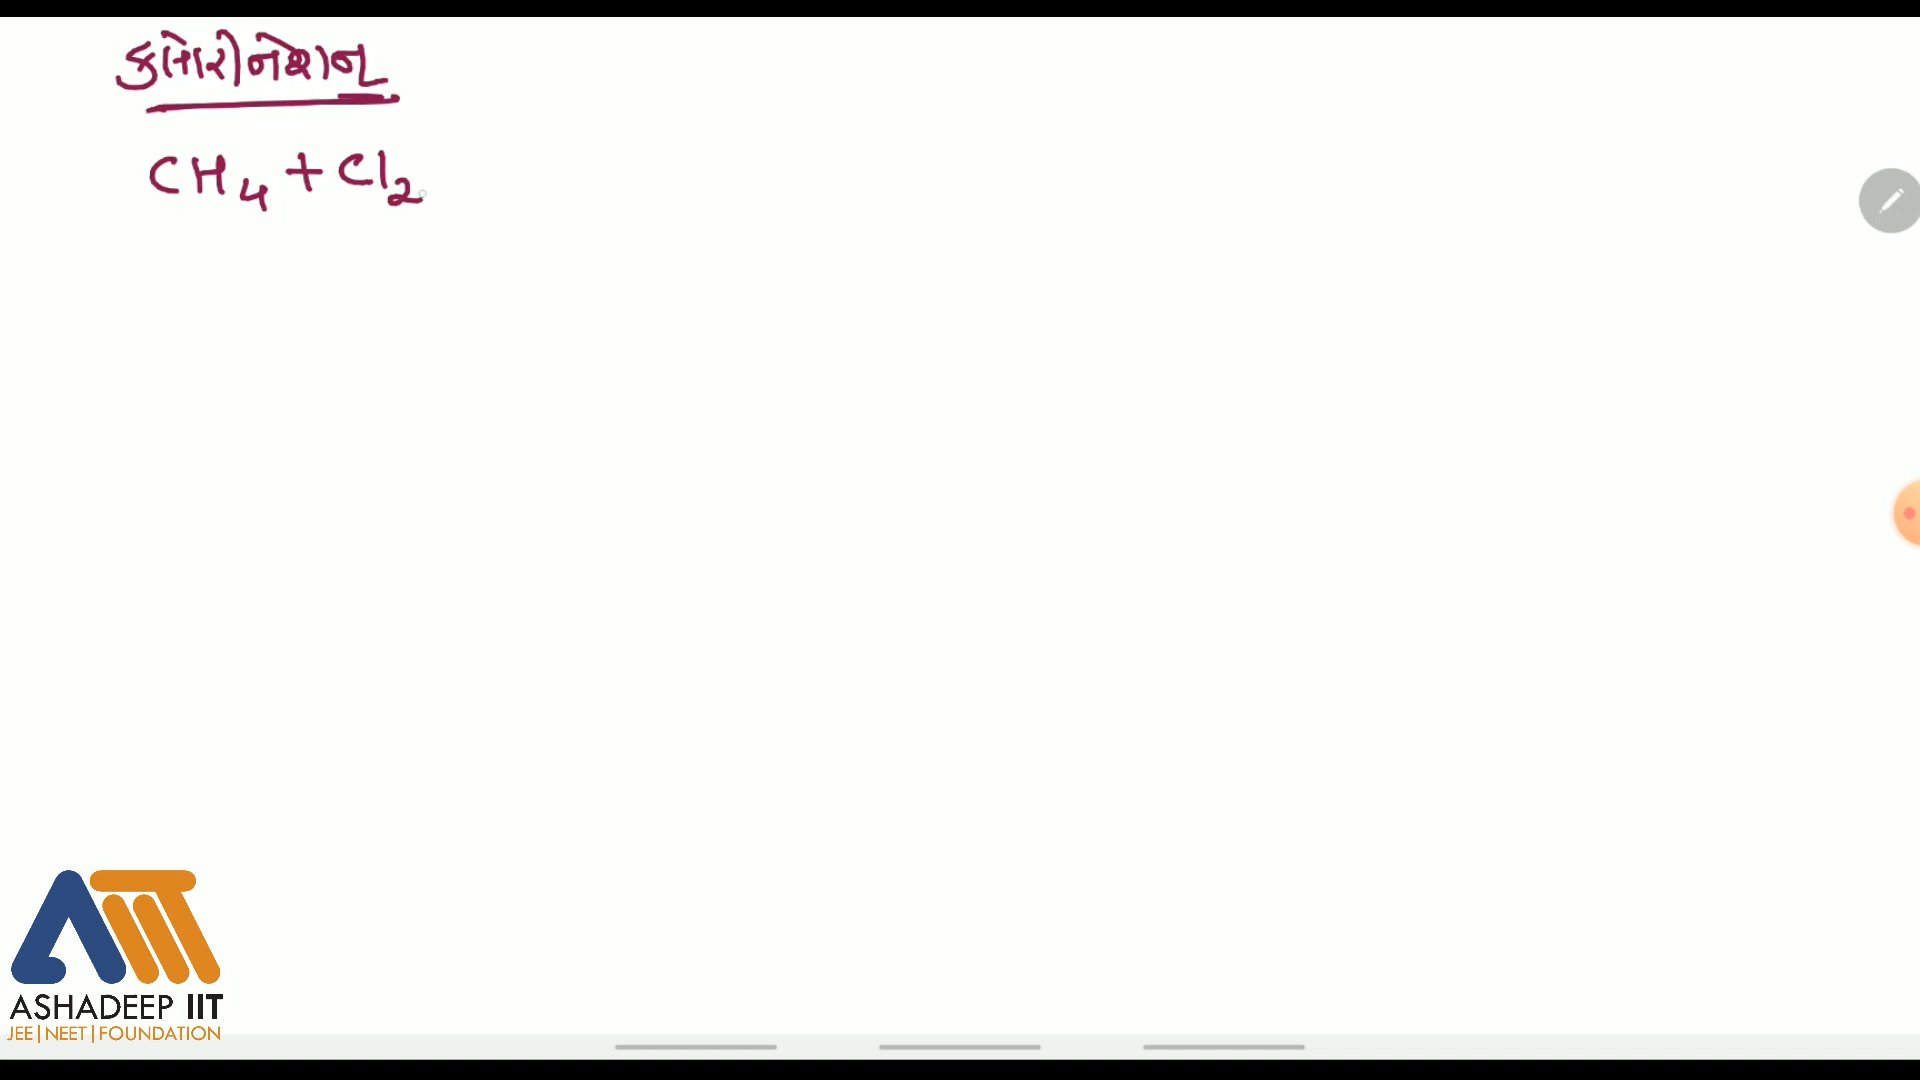 ક્લોરીનેશન
CH₄ + Cl₂
ASHADEEP IIT
JEE | NEET | FOUNDATION